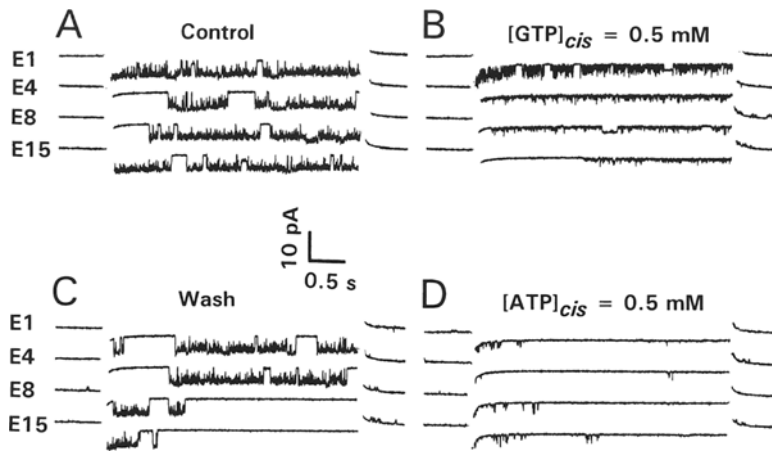 A
Control
E1
E4
E8
E15
B
[GTP]cis = 0.5 mM
10 pA
0.5 s
C
Wash
E1
E4
E8
E15
D
[ATP]cis = 0.5 mM